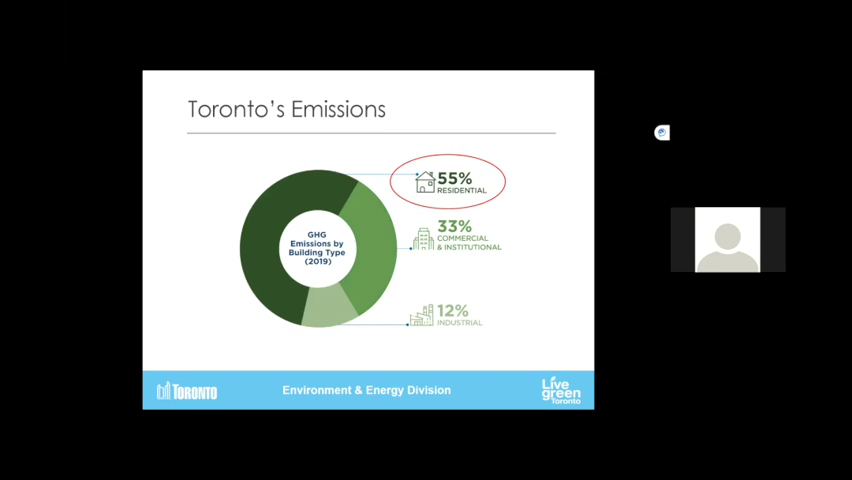 Toronto's Emissions
GHG
Emissions by
Building Type
(2019)
55%
RESIDENTIAL
33%
COMMERCIAL
& INSTITUTIONAL
12%
INDUSTRIAL
TORONTO
Environment & Energy Division
Live
green
Toronto